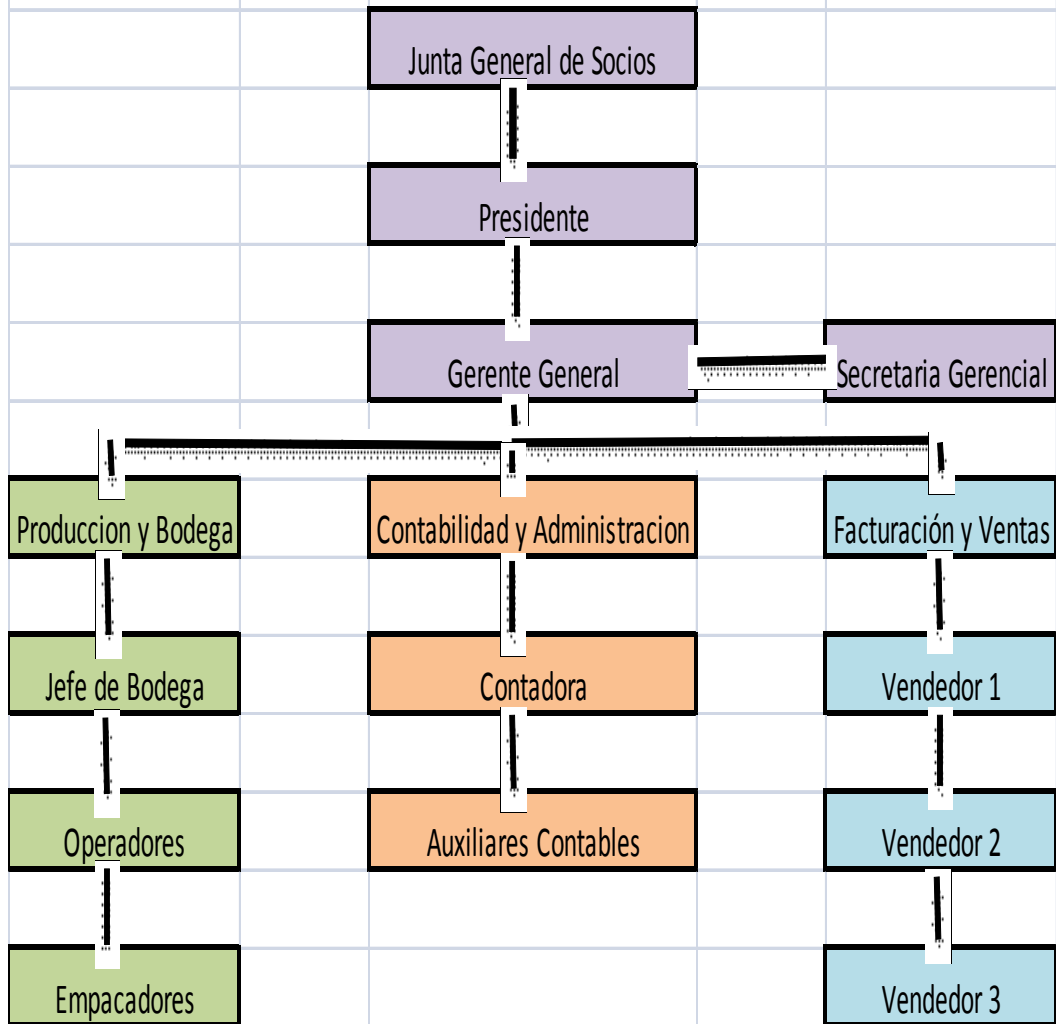 Junta General de Socios
Presidente
Gerente General
Secretaria Gerencial
Produccion y Bodega
Contabilidad y Administracion
Facturación y Ventas
Jefe de Bodega
Contadora
Vendedor 1
Operadores
Auxiliares Contables
Vendedor 2
Empacadores
Vendedor 3